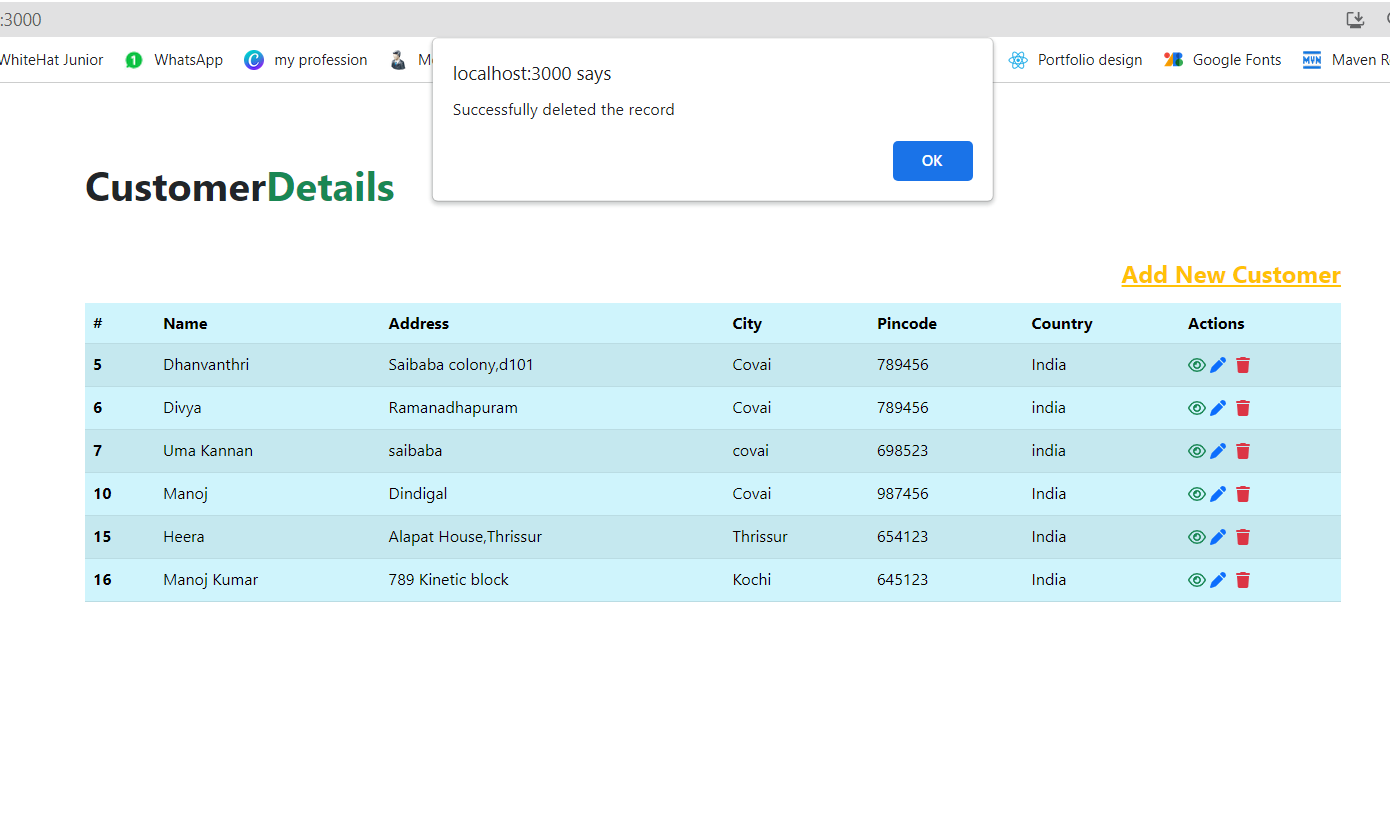 :3000
WhiteHat Junior WhatsApp my profession Portfolio design Google Fonts MVN Maven
localhost:3000 says
Successfully deleted the record
OK
CustomerDetails
Add New Customer
# Name Address City Pincode Country Actions
5 Dhanvanthri Saibaba colony,d101 Covai 789456 India
6 Divya Ramanadhapuram Covai 789456 india
7 Uma Kannan saibaba covai 698523 india
10 Manoj Dindigal Covai 987456 India
15 Heera Alapat House,Thrissur Thrissur 654123 India
16 Manoj Kumar 789 Kinetic block Kochi 645123 India